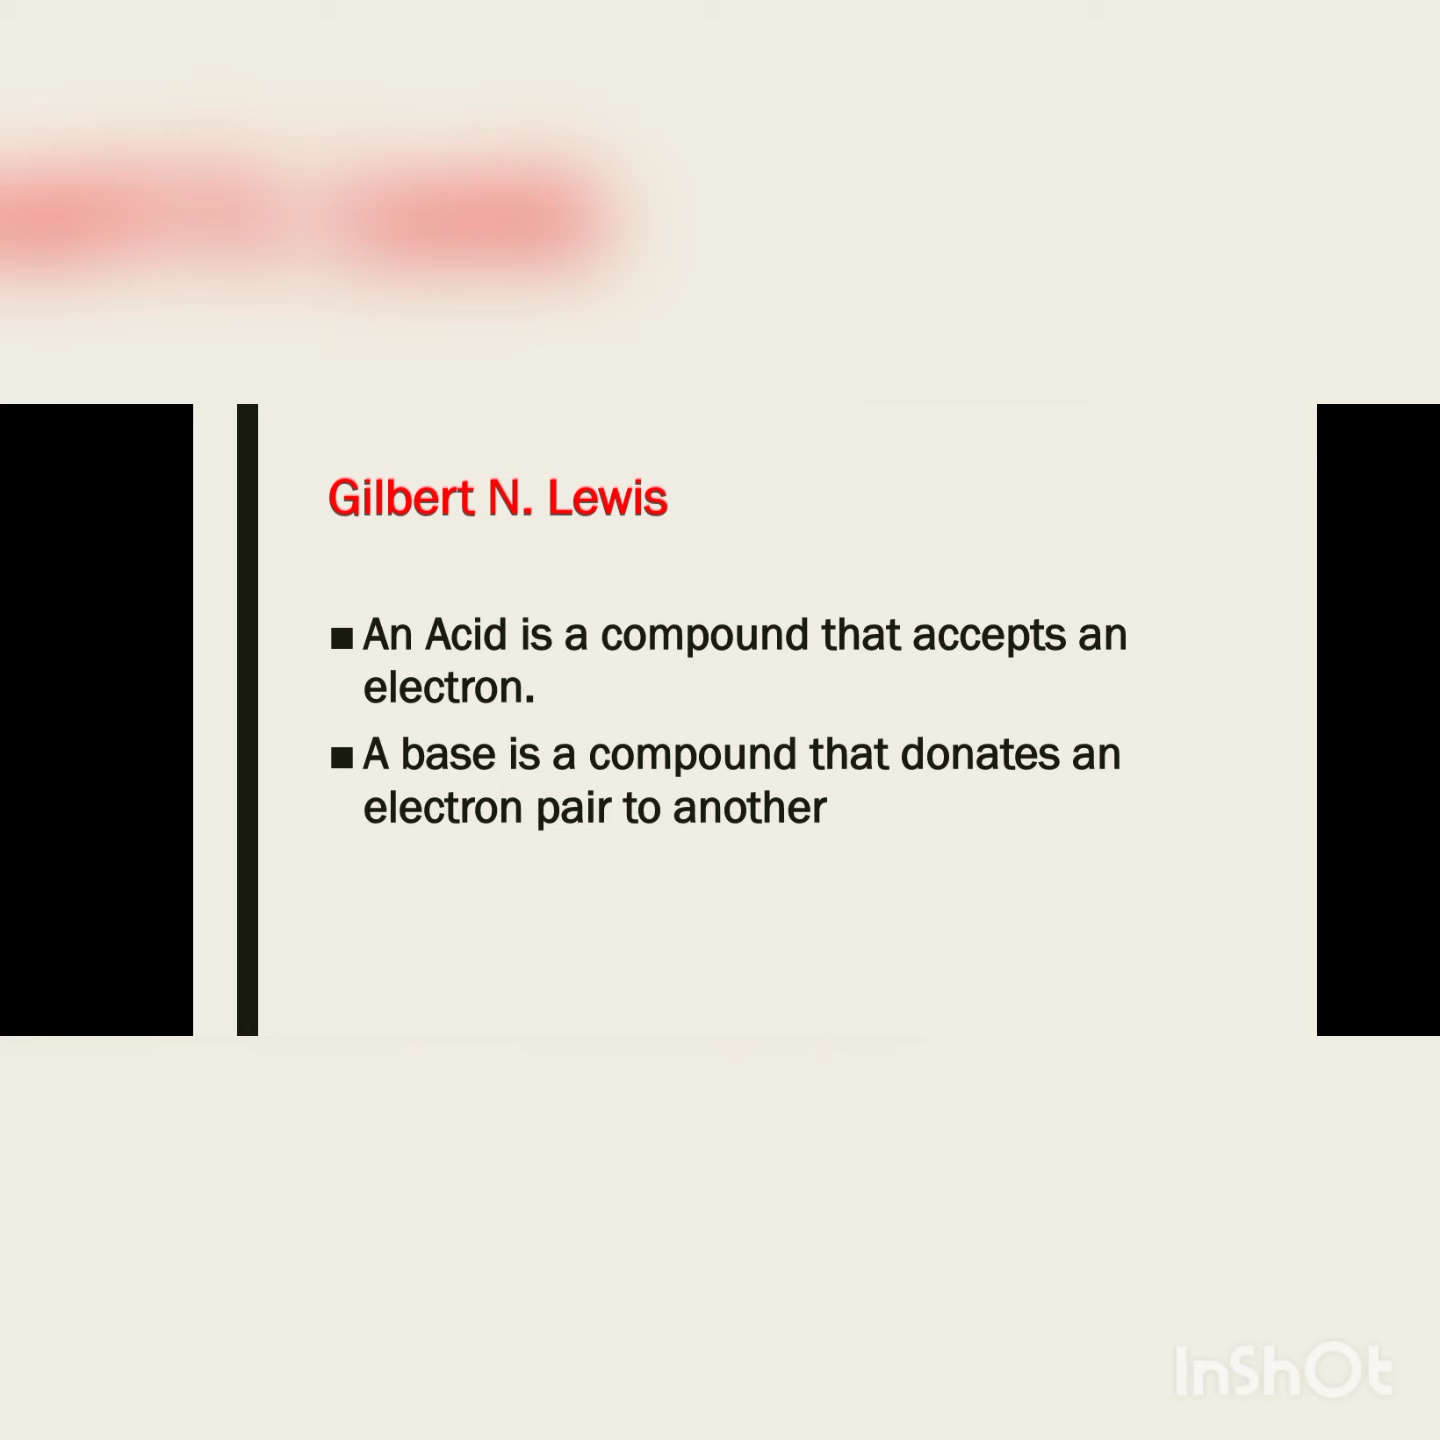 Gilbert N. Lewis
■ An Acid is a compound that accepts an
electron.
■ A base is a compound that donates an
electron pair to another
InShOt